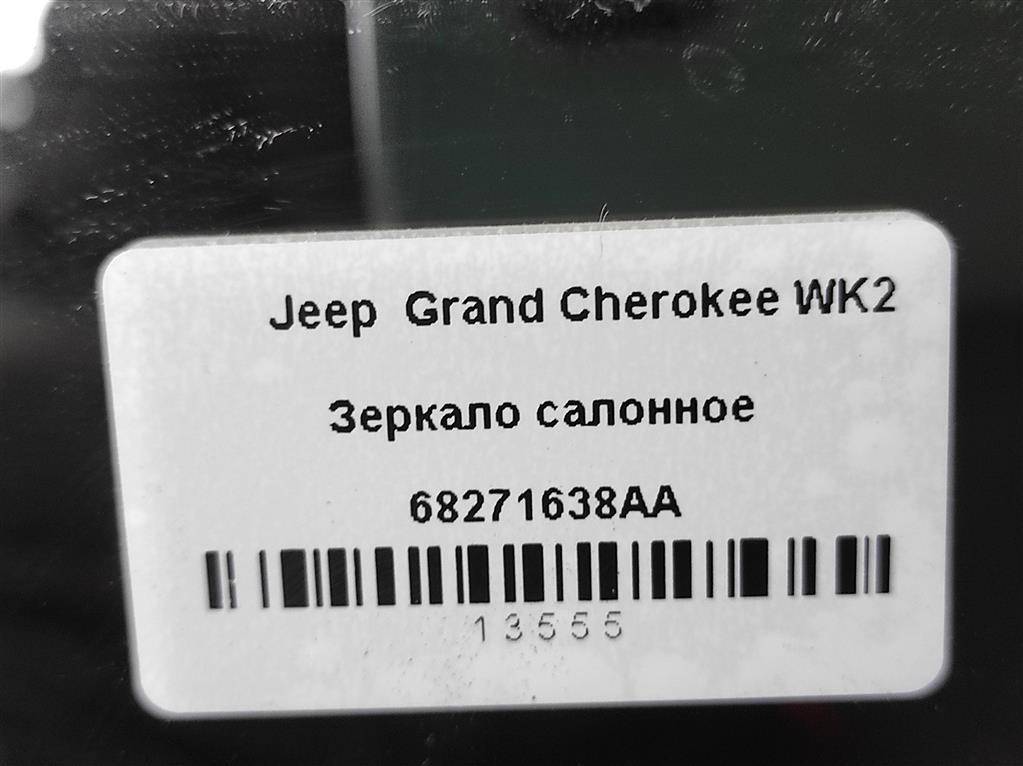 Jeep Grand Cherokee WK2
Зеркало салонное
68271638AA
13555